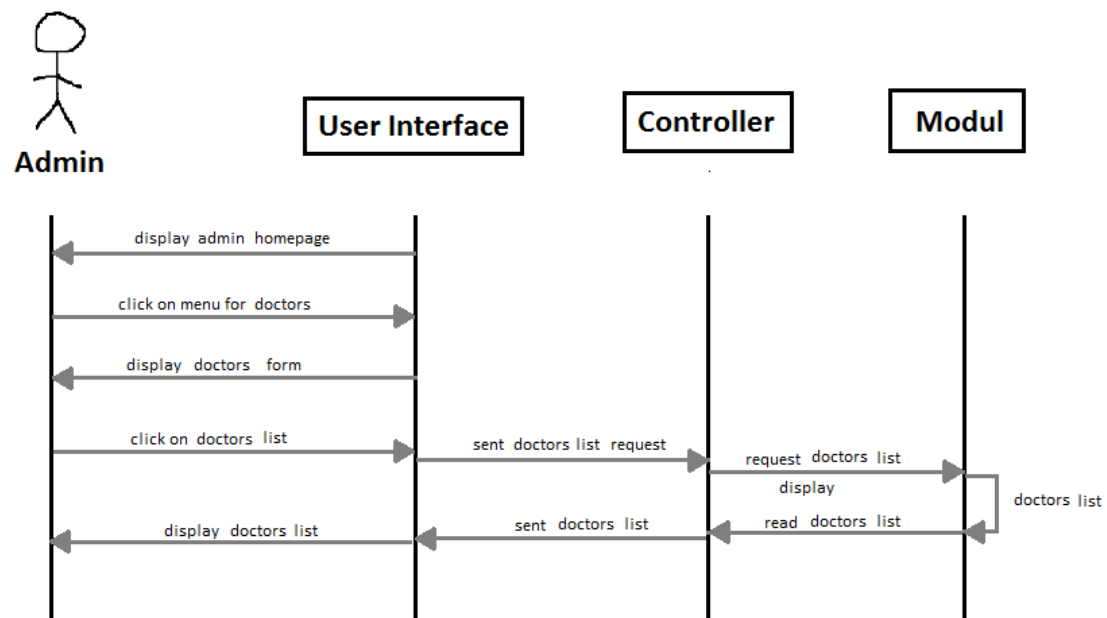 Admin
User Interface
Controller
Modul
display admin homepage
click on menu for doctors
display doctors form
click on doctors list
sent doctors list request
request doctors list
display
doctors list
read doctors list
sent doctors list
display doctors list